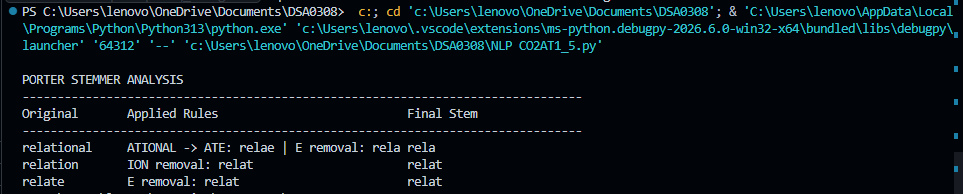 PS C:\Users\lenovo\OneDrive\Documents\DSA0308>  c:; cd 'c:\Users\lenovo\OneDrive\Documents\DSA0308'; & 'C:\Users\lenovo\AppData\Local
\Programs\Python\Python313\python.exe' 'c:\Users\lenovo\.vscode\extensions\ms-python.debugpy-2026.6.0-win32-x64\bundled\libs\debugpy\
launcher' '64312' '--' 'c:\Users\lenovo\OneDrive\Documents\DSA0308\NLP CO2AT1_5.py'
PORTER STEMMER ANALYSIS
--------------------------------------------------------------------------------
Original       Applied Rules                           Final Stem
--------------------------------------------------------------------------------
relational     ATIONAL -> ATE: relae | E removal: rela rela
relation       ION removal: relat                      relat
relate         E removal: relat                        relat